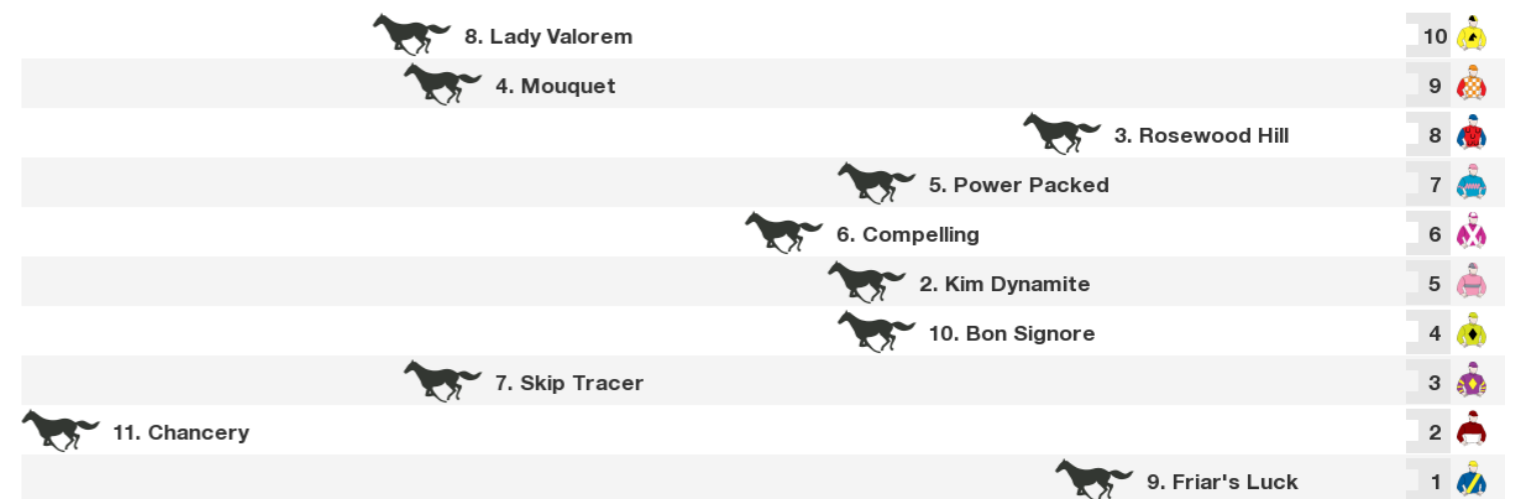 8. Lady Valorem 10
4. Mouquet 9
3. Rosewood Hill 8
5. Power Packed 7
6. Compelling 6
2. Kim Dynamite 5
10. Bon Signore 4
7. Skip Tracer 3
11. Chancery 2
9. Friar's Luck 1